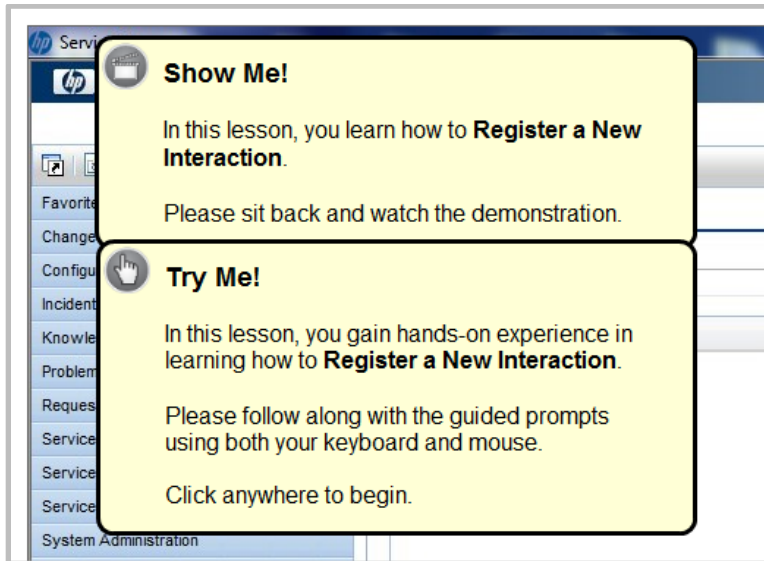 hp Servi
hp
Show Me!
In this lesson, you learn how to Register a New
Interaction.
Please sit back and watch the demonstration.
Favorite
Change
Configu
Incident
Knowle
Problem
Reques
Service
Service
Service
System Administration
Try Me!
In this lesson, you gain hands-on experience in
learning how to Register a New Interaction.
Please follow along with the guided prompts
using both your keyboard and mouse.
Click anywhere to begin.